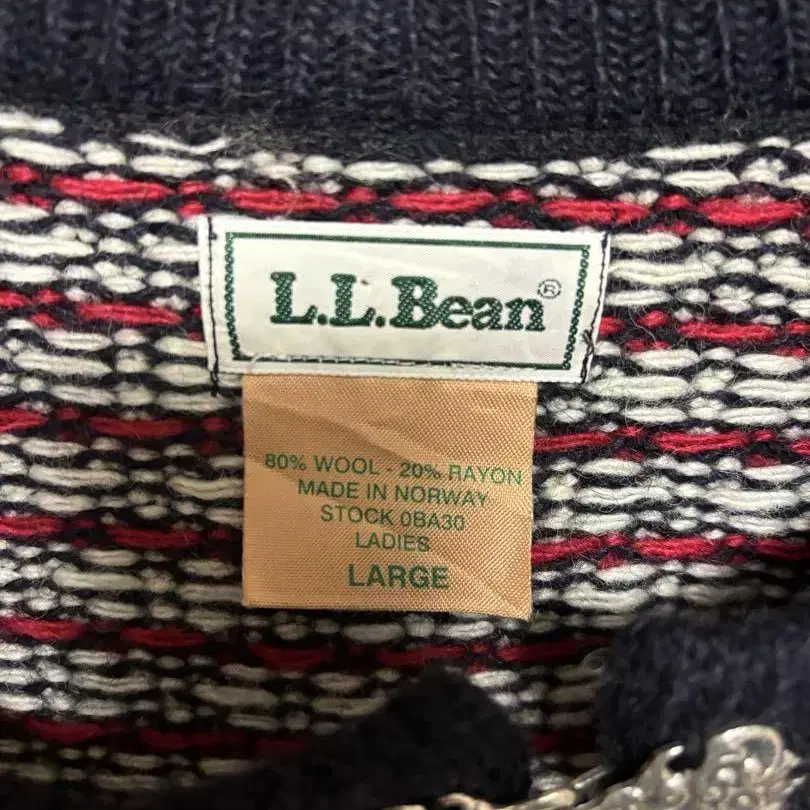 L.L.Bean®
80% WOOL - 20% RAYON
MADE IN NORWAY
STOCK 0BA30
LADIES
LARGE